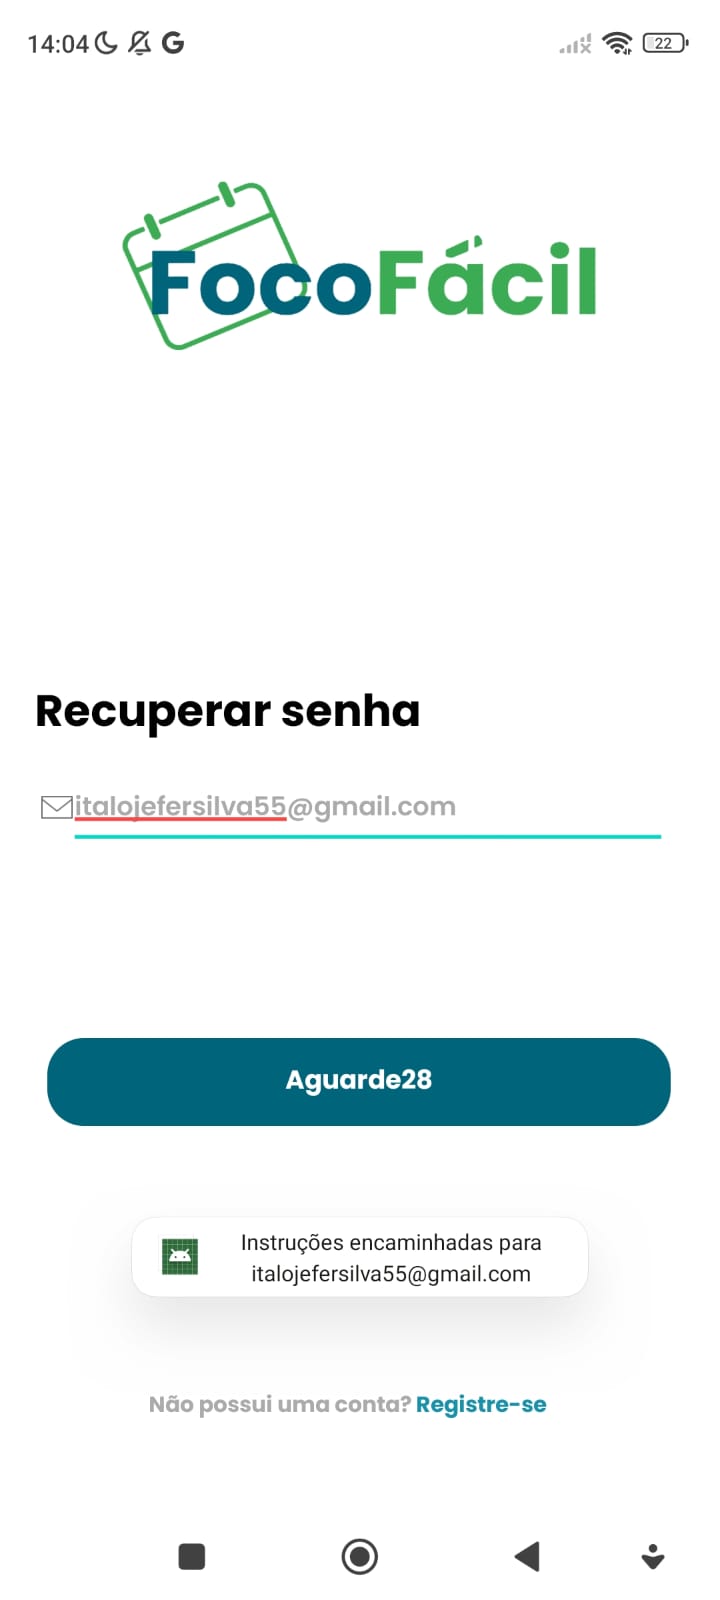 14:04
22
FocoFácil
Recuperar senha
italojefersilva55@gmail.com
Aguarde28
Instruções encaminhadas para
italojefersilva55@gmail.com
Não possui uma conta? Registre-se